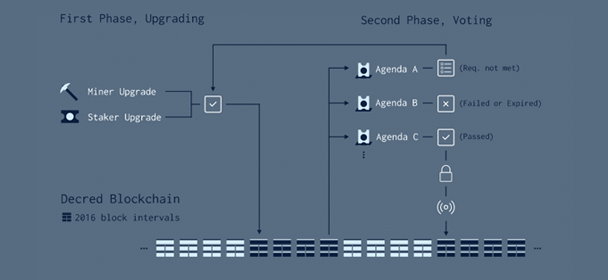 First Phase, Upgrading
Second Phase, Voting
Miner Upgrade
Staker Upgrade
Agenda A
(Req. not met)
Agenda B
(Failed or Expired)
Agenda C
(Passed)
Decred Blockchain
2016 block intervals